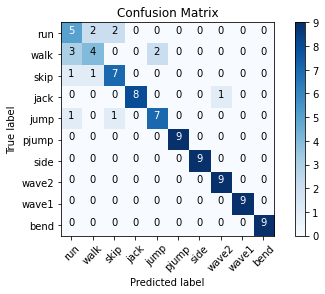 Confusion Matrix
run 5 2 2 0 0 0 0 0 0 0
walk 3 4 0 0 2 0 0 0 0 0
skip 1 1 7 0 0 0 0 0 0 0
jack 0 0 0 8 0 0 0 1 0 0
jump 1 0 1 0 7 0 0 0 0 0
pjump 0 0 0 0 0 9 0 0 0 0
side 0 0 0 0 0 0 9 0 0 0
wave2 0 0 0 0 0 0 0 9 0 0
wave1 0 0 0 0 0 0 0 0 9 0
bend 0 0 0 0 0 0 0 0 0 9
run walk skip jack jump pjump side wave2 wave1 bend
True label
Predicted label
9
8
7
6
5
4
3
2
1
0